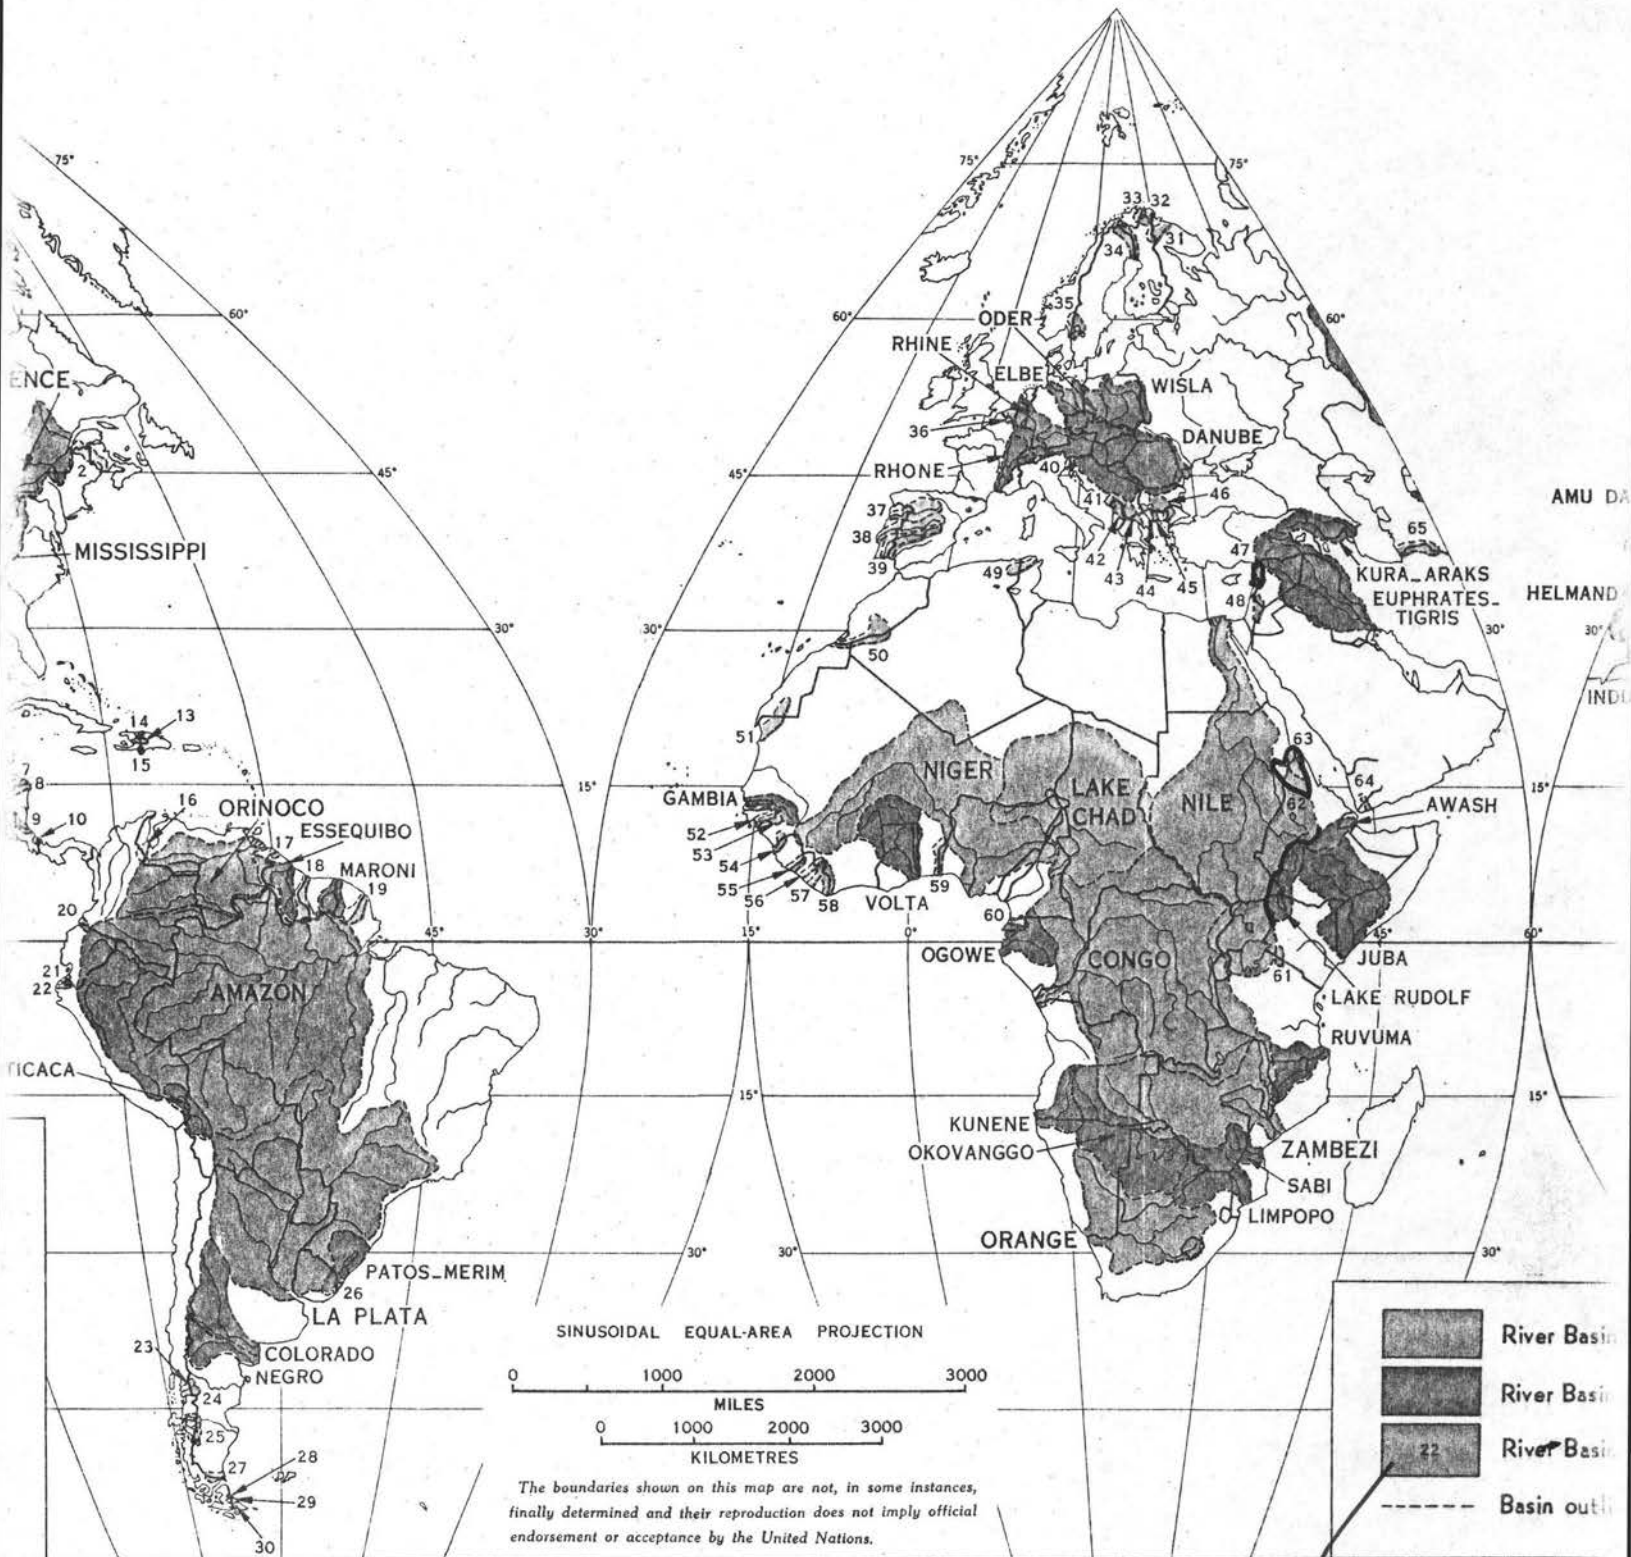 75°
75°
75°
33
32
31
34
35
ODER
60°
60°
60°
RHINE
ENCE
ELBE
WISLA
36
DANUBE
RHONE
40
45°
45°
2
41
46
AMU DA
37
38
39
MISSISSIPPI
47
65
42
43
44
45
49
48
KURA_ARAKS
EUPHRATES_
TIGRIS
HELMAND
30°
30°
30°
30°
50
INDU
14
13
15
51
63
NIGER
7
8
16
15°
GAMBIA
LAKE
CHAD
NILE
62
64
15°
AWASH
ORINOCO
ESSEQUIBO
9
10
17
18
MARONI
19
52
53
54
55
56
57
58
VOLTA
59
60
20
45°
30°
15°
0°
45°
60°
OGOWE
CONGO
61
JUBA
21
22
AMAZON
LAKE RUDOLF
RUVUMA
TICACA
15°
15°
KUNENE
OKOVANGGO
ZAMBEZI
SABI
LIMPOPO
ORANGE
30°
30°
30°
PATOS_MERIM
26
LA PLATA
SINUSOIDAL EQUAL-AREA PROJECTION
23
COLORADO
NEGRO
0 1000 2000 3000
MILES
0 1000 2000 3000
KILOMETRES
24
25
27
28
29
30
The boundaries shown on this map are not, in some instances,
finally determined and their reproduction does not imply official
endorsement or acceptance by the United Nations.
River Basin
River Basin
22
River Basin
Basin outli